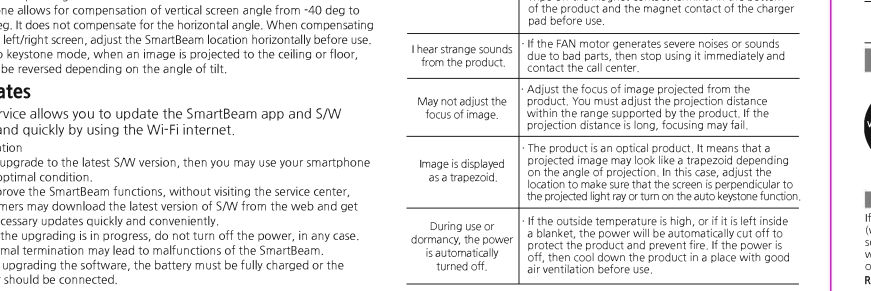 one allows for compensation of vertical screen angle from -40 deg to
eg. It does not compensate for the horizontal angle. When compensating
left/right screen, adjust the SmartBeam location horizontally before use.
o keystone mode, when an image is projected to the ceiling or floor,
be reversed depending on the angle of tilt.
ates
rvice allows you to update the SmartBeam app and S/W
and quickly by using the Wi-Fi internet.
ation
upgrade to the latest S/W version, then you may use your smartphone
optimal condition.
prove the SmartBeam functions, without visiting the service center,
mers may download the latest version of S/W from the web and get
cessary updates quickly and conveniently.
the upgrading is in progress, do not turn off the power, in any case.
mal termination may lead to malfunctions of the SmartBeam.
upgrading the software, the battery must be fully charged or the
r should be connected.
of the product and the magnet contact of the charger
pad before use.
I hear strange sounds
from the product.
· If the FAN motor generates severe noises or sounds
due to bad parts, then stop using it immediately and
contact the call center.
May not adjust the
focus of image.
· Adjust the focus of image projected from the
product. You must adjust the projection distance
within the range supported by the product. If the
projection distance is long, focusing may fail.
Image is displayed
as a trapezoid.
· The product is an optical product. It means that a
projected image may look like a trapezoid depending
on the angle of projection. In this case, adjust the
location to make sure that the screen is perpendicular to
the projected light ray or turn on the auto keystone function.
During use or
dormancy, the power
is automatically
turned off.
· If the outside temperature is high, or if it is left inside
a blanket, the power will be automatically cut off to
protect the product and prevent fire. If the power is
off, then cool down the product in a place with good
air ventilation before use.